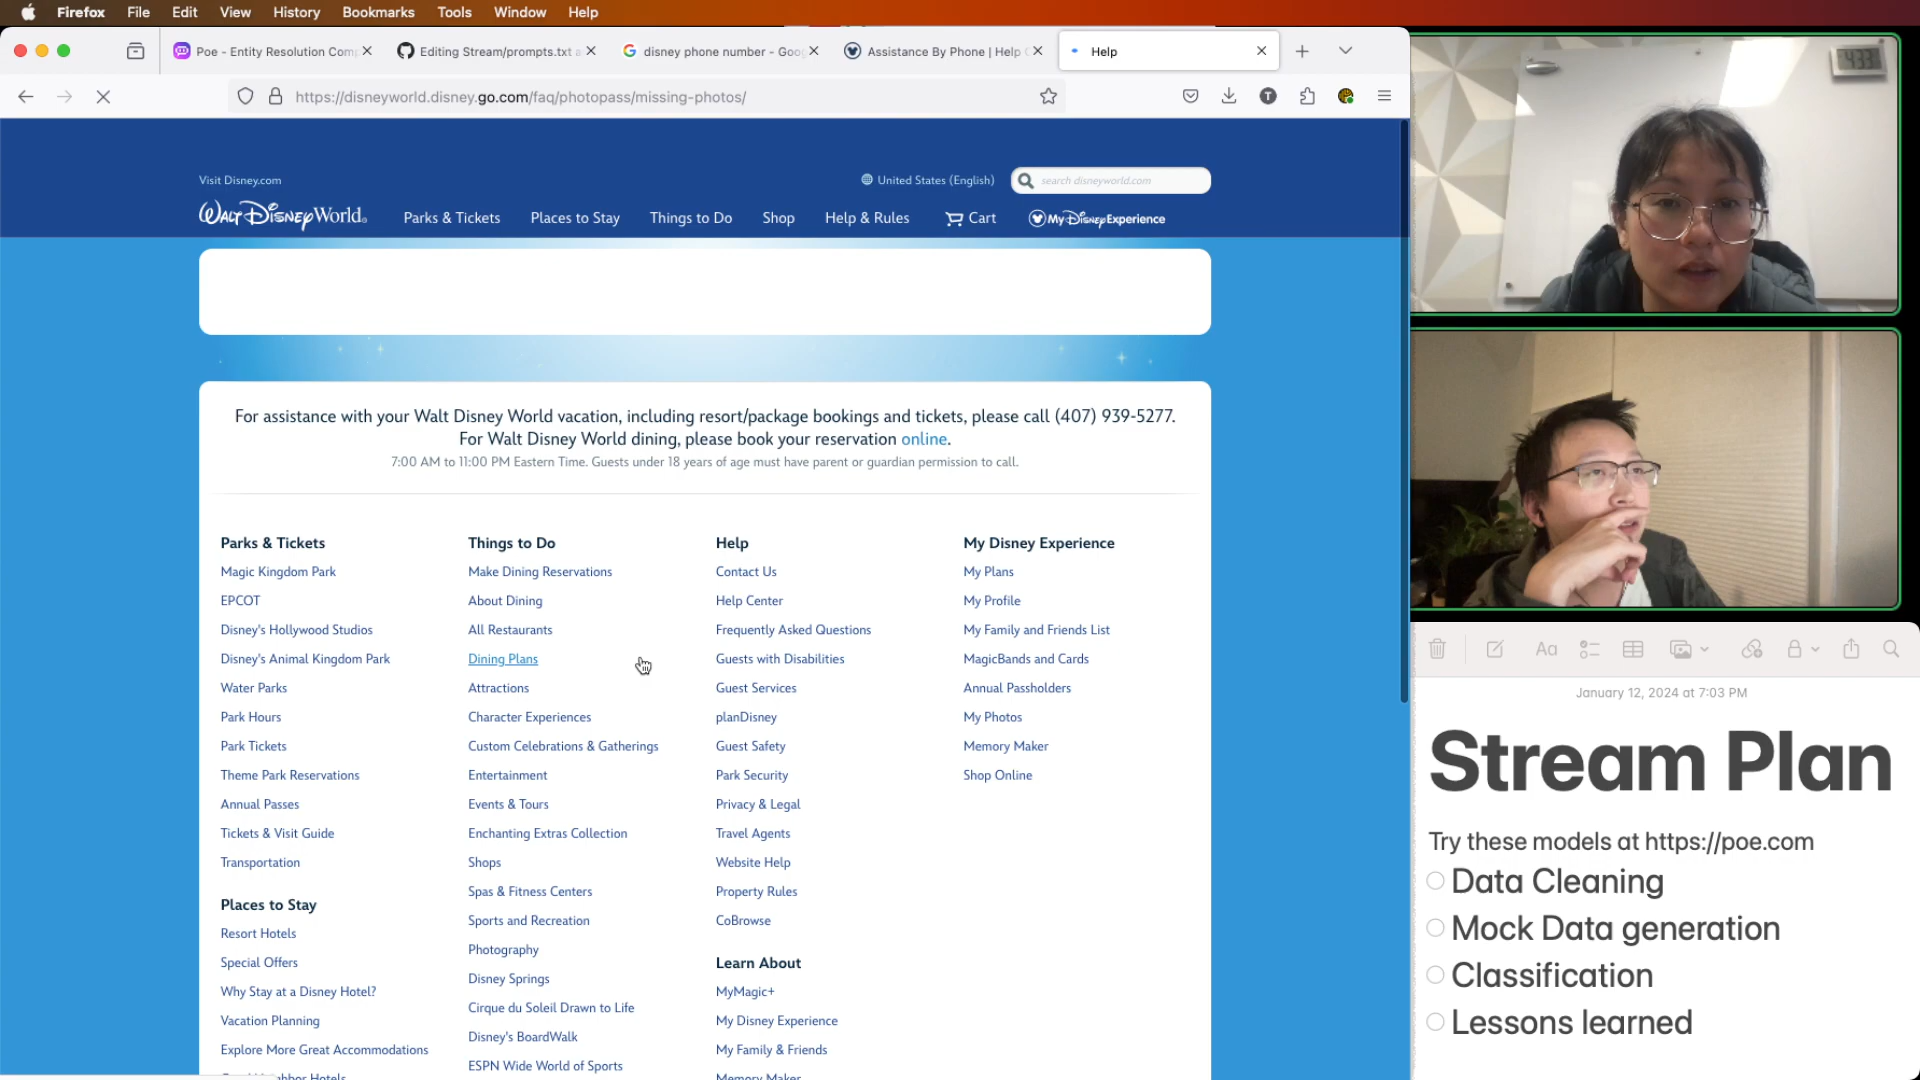 Firefox File Edit View History Bookmarks Tools Window Help
Poe - Entity Resolution Com
Editing Stream/prompts.txt a
disney phone number - Goo
Assistance By Phone | Help C
Help
https://disneyworld.disney.go.com/faq/photopass/missing-photos/
Visit Disney.com
United States (English)
search disneyworld.com
Walt Disney World
Parks & Tickets
Places to Stay
Things to Do
Shop
Help & Rules
Cart
My Disney Experience
For assistance with your Walt Disney World vacation, including resort/package bookings and tickets, please call (407) 939-5277.
For Walt Disney World dining, please book your reservation online.
7:00 AM to 11:00 PM Eastern Time. Guests under 18 years of age must have parent or guardian permission to call.
Parks & Tickets
Magic Kingdom Park
EPCOT
Disney's Hollywood Studios
Disney's Animal Kingdom Park
Water Parks
Park Hours
Park Tickets
Theme Park Reservations
Annual Passes
Tickets & Visit Guide
Transportation
Places to Stay
Resort Hotels
Special Offers
Why Stay at a Disney Hotel?
Vacation Planning
Explore More Great Accommodations
Things to Do
Make Dining Reservations
About Dining
All Restaurants
Dining Plans
Attractions
Character Experiences
Custom Celebrations & Gatherings
Entertainment
Events & Tours
Enchanting Extras Collection
Shops
Spas & Fitness Centers
Sports and Recreation
Photography
Disney Springs
Cirque du Soleil Drawn to Life
Disney's BoardWalk
ESPN Wide World of Sports
Help
Contact Us
Help Center
Frequently Asked Questions
Guests with Disabilities
Guest Services
planDisney
Guest Safety
Park Security
Privacy & Legal
Travel Agents
Website Help
Property Rules
CoBrowse
Learn About
MyMagic+
My Disney Experience
My Family & Friends
Memory Maker
My Disney Experience
My Plans
My Profile
My Family and Friends List
MagicBands and Cards
Annual Passholders
My Photos
Memory Maker
Shop Online
4:33
Aa
January 12, 2024 at 7:03 PM
Stream Plan
Try these models at https://poe.com
Data Cleaning
Mock Data generation
Classification
Lessons learned